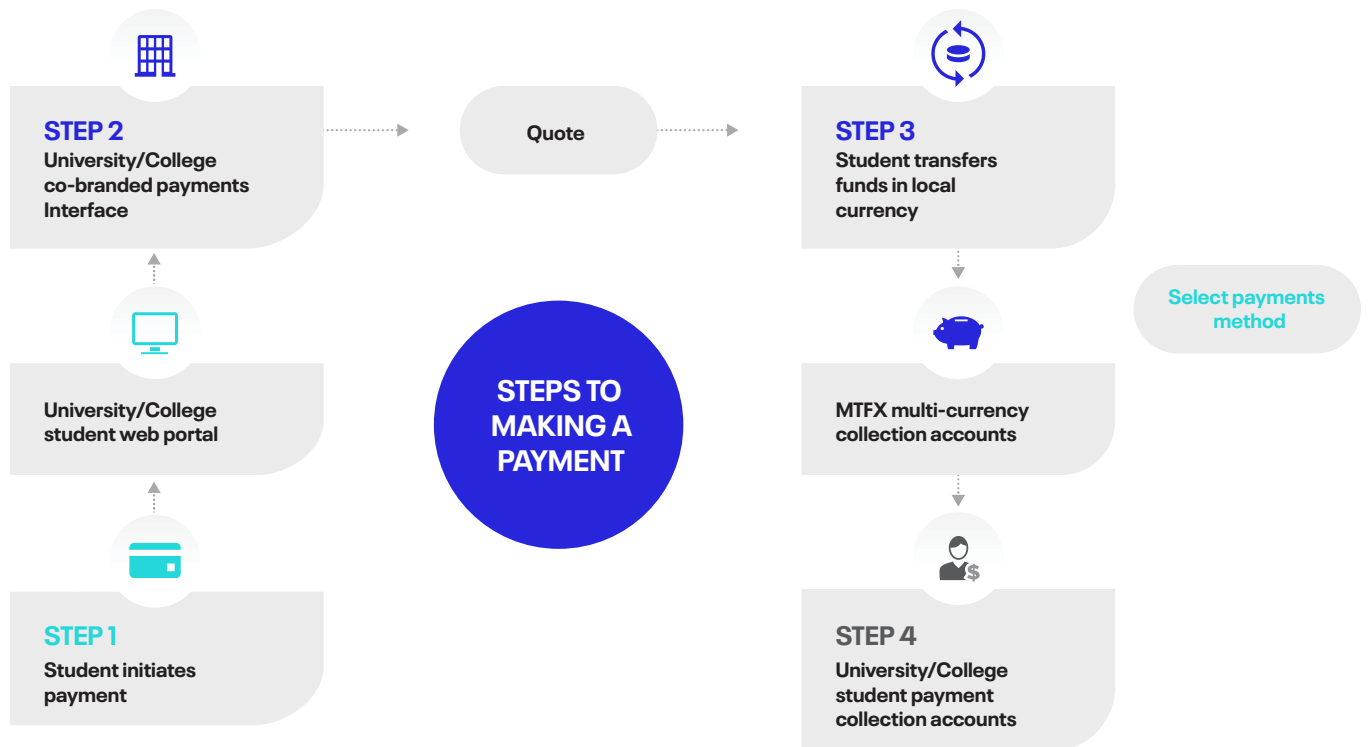 STEP 2
University/College
co-branded payments
Interface
Quote
STEP 3
Student transfers
funds in local
currency
Select payments
method
University/College
student web portal
STEPS TO
MAKING A
PAYMENT
MTFX multi-currency
collection accounts
STEP 1
Student initiates
payment
$
STEP 4
University/College
student payment
collection accounts